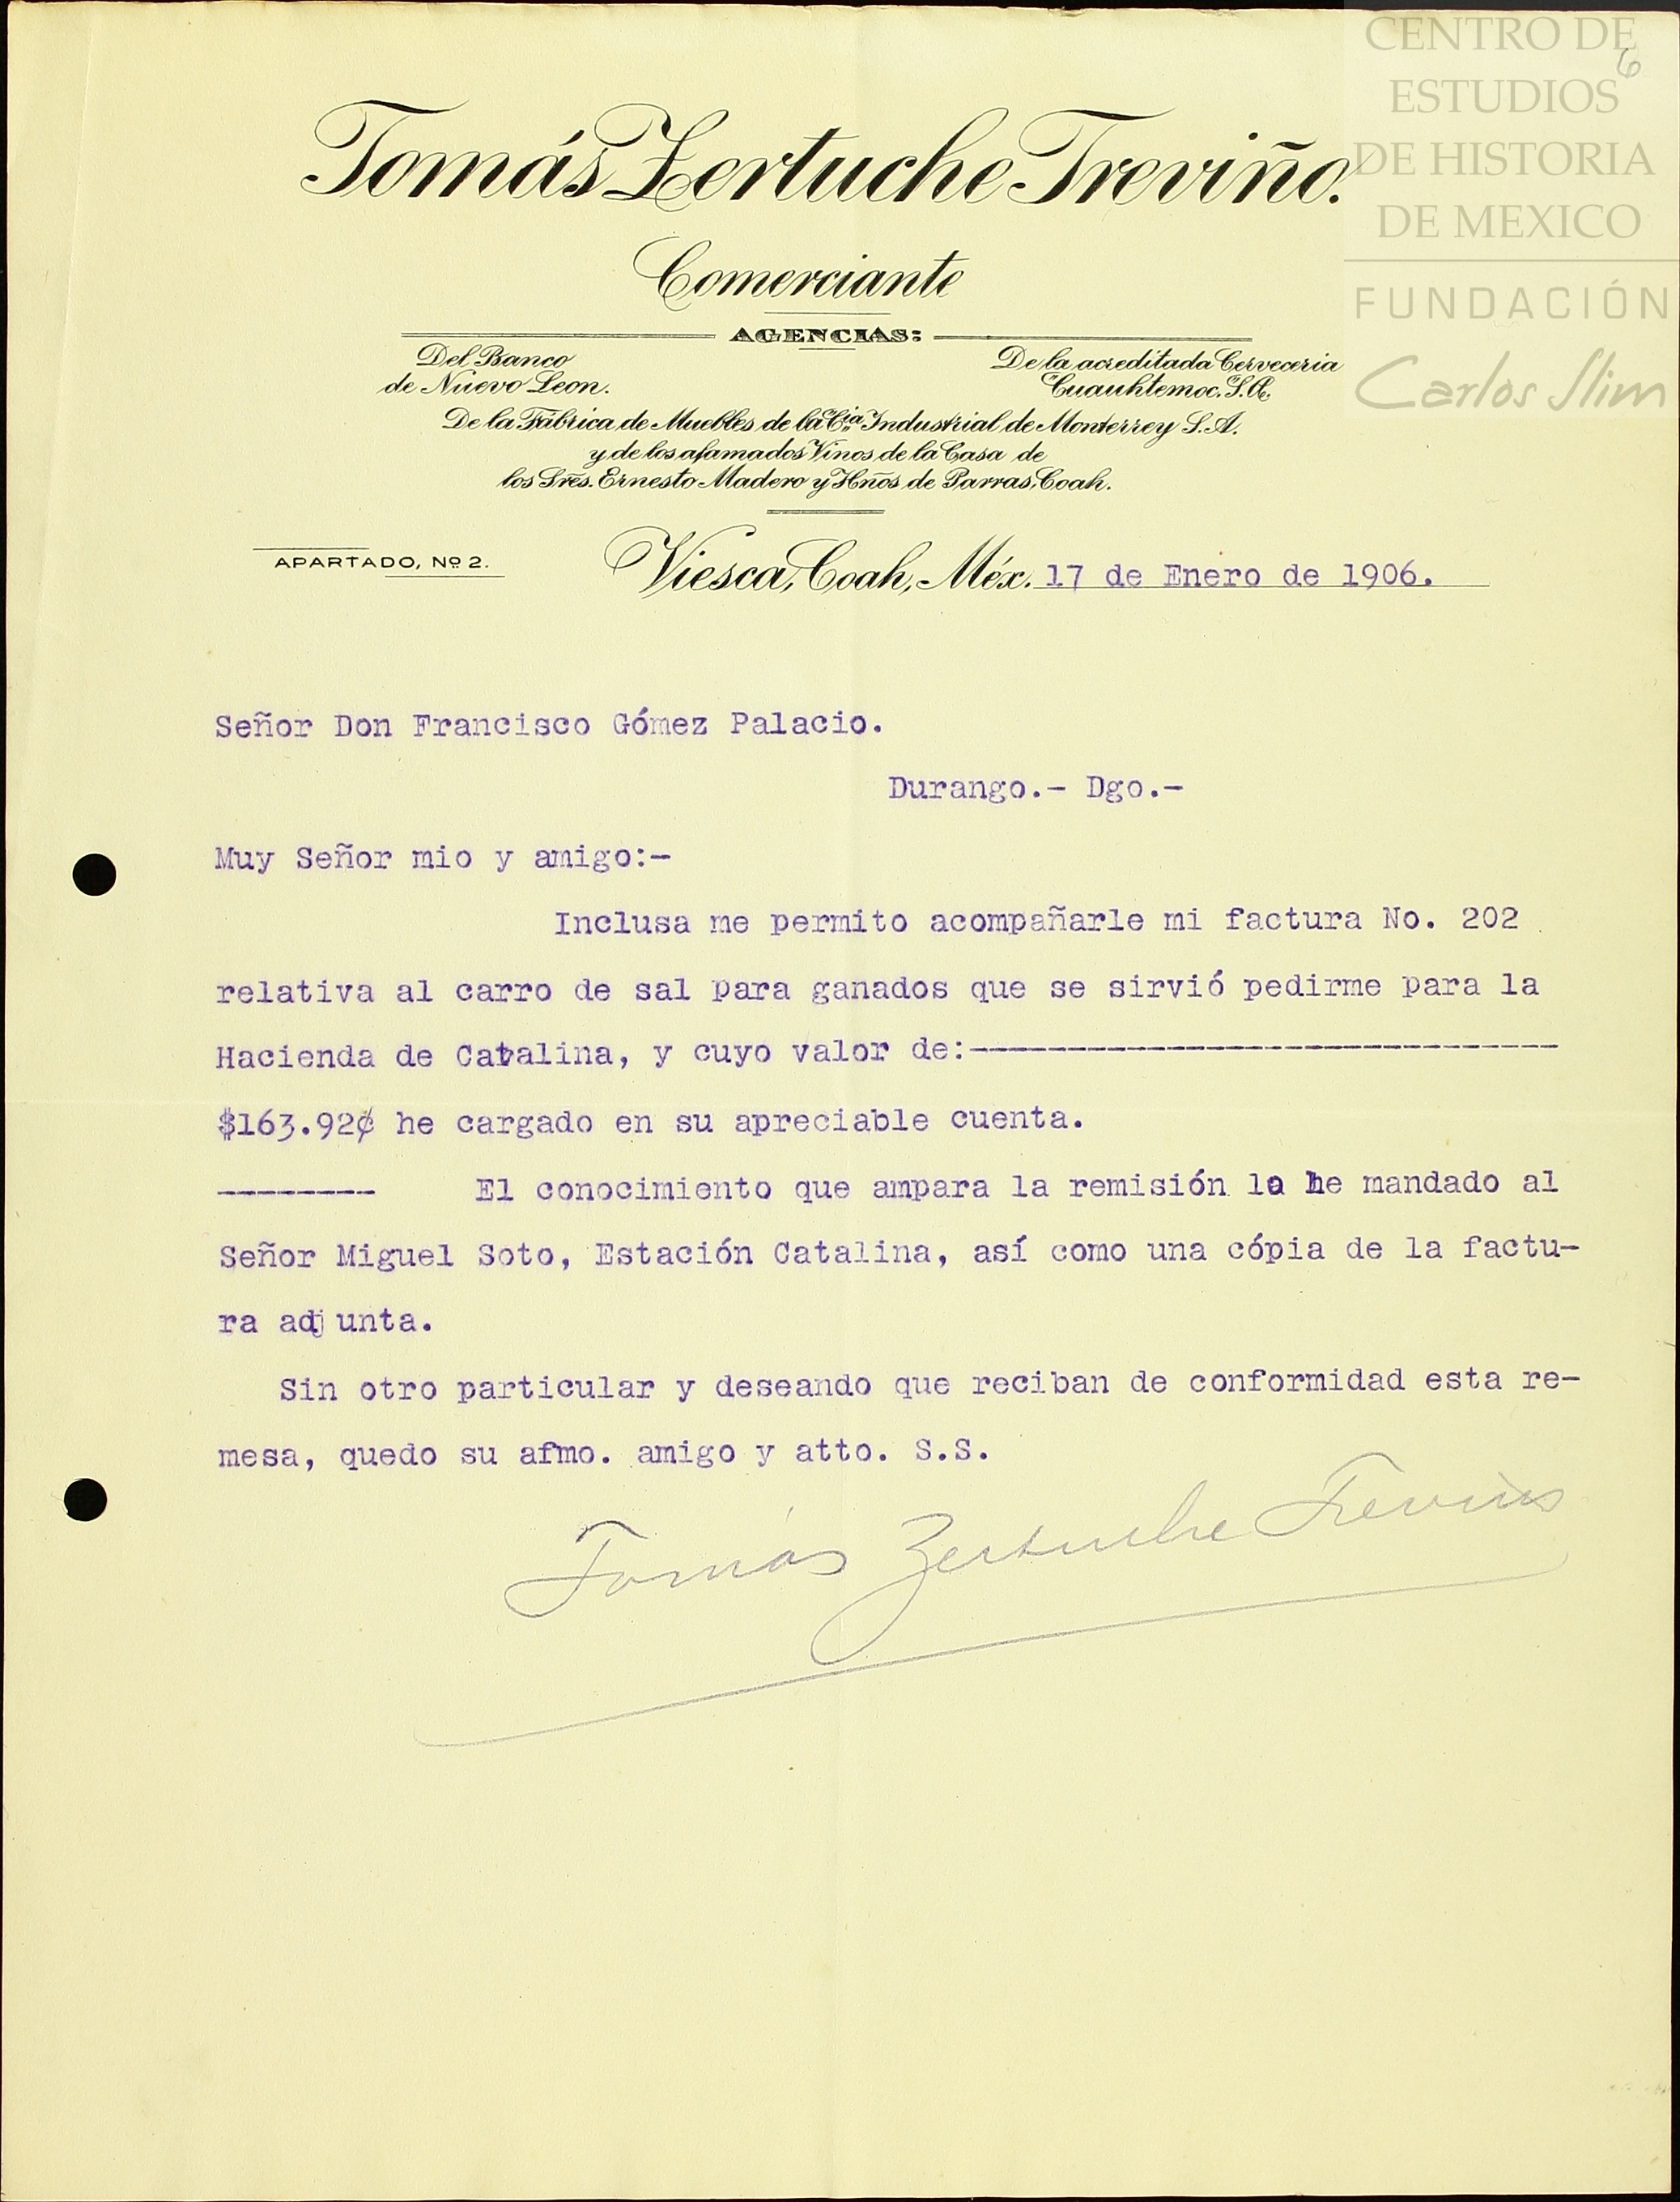 CENTRO DE
ESTUDIOS
DE HISTORIA
DE MEXICO
FUNDACIÓN
Carlos Slim
6
Tomás Zertuche Treviño.
Comerciante
AGENCIAS:
Del Banco
de Nuevo Leon.
De la acreditada Cerveceria
Cuauhtemoc, S.A.
De la Fábrica de Muebles de la Cia. Industrial de Monterrey S.A.
y de los afamados Vinos de la Casa de
los Sres. Ernesto Madero y Hños de Parras, Coah.
APARTADO, No 2.
Viesca, Coah, Méx. 17 de Enero de 1906.
Señor Don Francisco Gómez Palacio.
Durango.- Dgo.-
Muy Señor mio y amigo:-
Inclusa me permito acompañarle mi factura No. 202
relativa al carro de sal para ganados que se sirvió pedirme para la
Hacienda de Catalina, y cuyo valor de:------------------------------
$163.92¢ he cargado en su apreciable cuenta.
-------- El conocimiento que ampara la remisión lo he mandado al
Señor Miguel Soto, Estación Catalina, así como una cópia de la factu-
ra adjunta.
Sin otro particular y deseando que reciban de conformidad esta re-
mesa, quedo su afmo. amigo y atto. S.S.
Tomás Zertuche Treviño